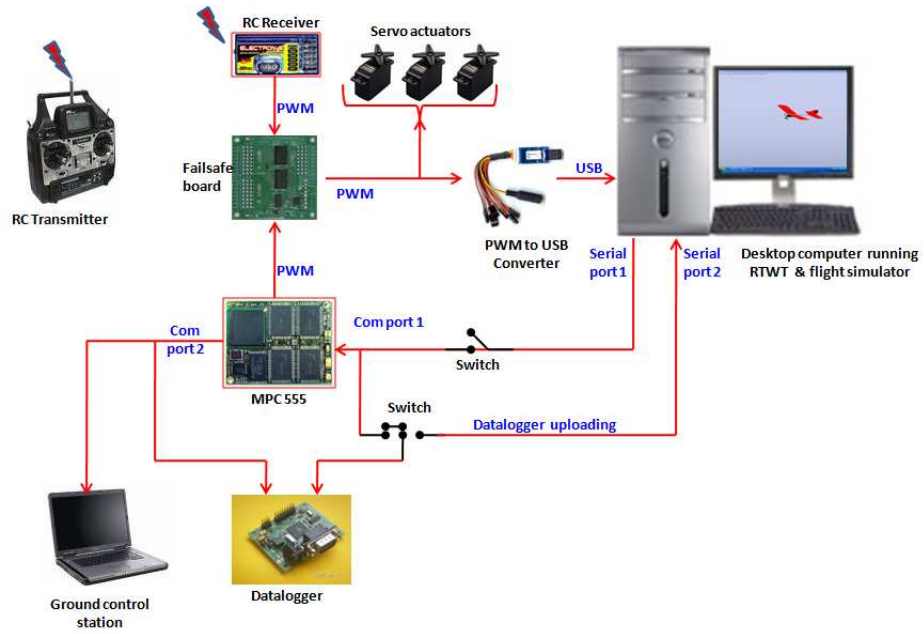 RC Receiver
Servo actuators
PWM
Failsafe
board
RC Transmitter
PWM
USB
PWM to USB
Converter
Serial
port 1
Serial
port 2
Desktop computer running
RTWT & flight simulator
PWM
Com
port 2
Com port 1
Switch
MPC 555
Switch
Datalogger uploading
Ground control
station
Datalogger